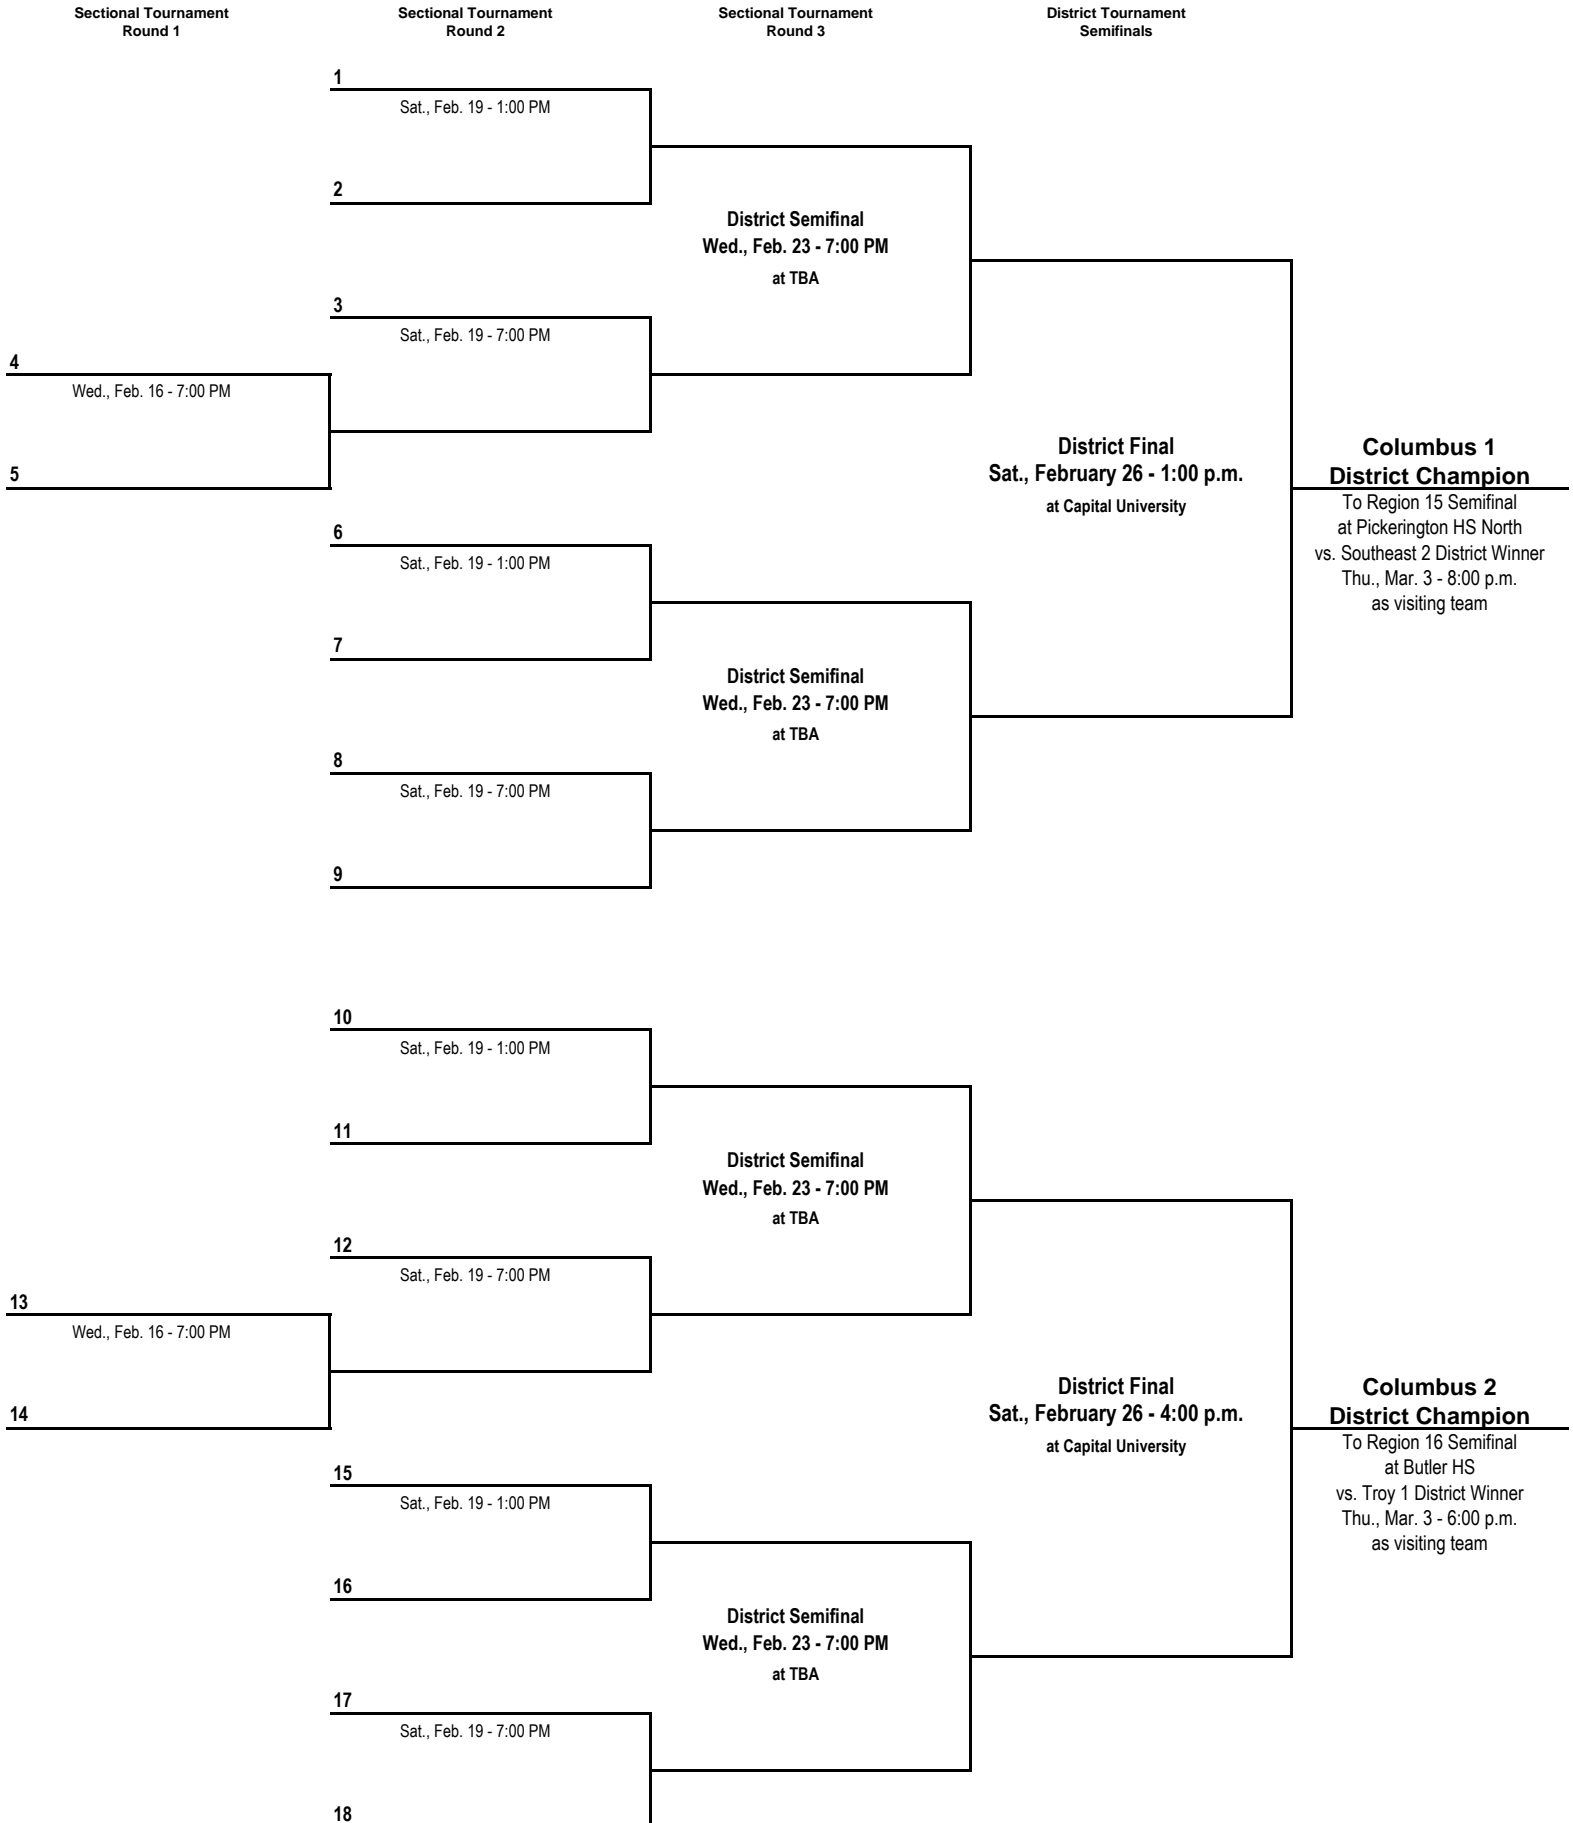 Sectional Tournament
Round 1
Sectional Tournament
Round 2
Sectional Tournament
Round 3
District Tournament
Semifinals
1
Sat., Feb. 19 - 1:00 PM
2
District Semifinal
Wed., Feb. 23 - 7:00 PM
at TBA
3
Sat., Feb. 19 - 7:00 PM
4
Wed., Feb. 16 - 7:00 PM
5
District Final
Sat., February 26 - 1:00 p.m.
at Capital University
Columbus 1
District Champion
To Region 15 Semifinal
at Pickerington HS North
vs. Southeast 2 District Winner
Thu., Mar. 3 - 8:00 p.m.
as visiting team
6
Sat., Feb. 19 - 1:00 PM
7
District Semifinal
Wed., Feb. 23 - 7:00 PM
at TBA
8
Sat., Feb. 19 - 7:00 PM
9
10
Sat., Feb. 19 - 1:00 PM
11
District Semifinal
Wed., Feb. 23 - 7:00 PM
at TBA
12
Sat., Feb. 19 - 7:00 PM
13
Wed., Feb. 16 - 7:00 PM
14
District Final
Sat., February 26 - 4:00 p.m.
at Capital University
Columbus 2
District Champion
To Region 16 Semifinal
at Butler HS
vs. Troy 1 District Winner
Thu., Mar. 3 - 6:00 p.m.
as visiting team
15
Sat., Feb. 19 - 1:00 PM
16
District Semifinal
Wed., Feb. 23 - 7:00 PM
at TBA
17
Sat., Feb. 19 - 7:00 PM
18